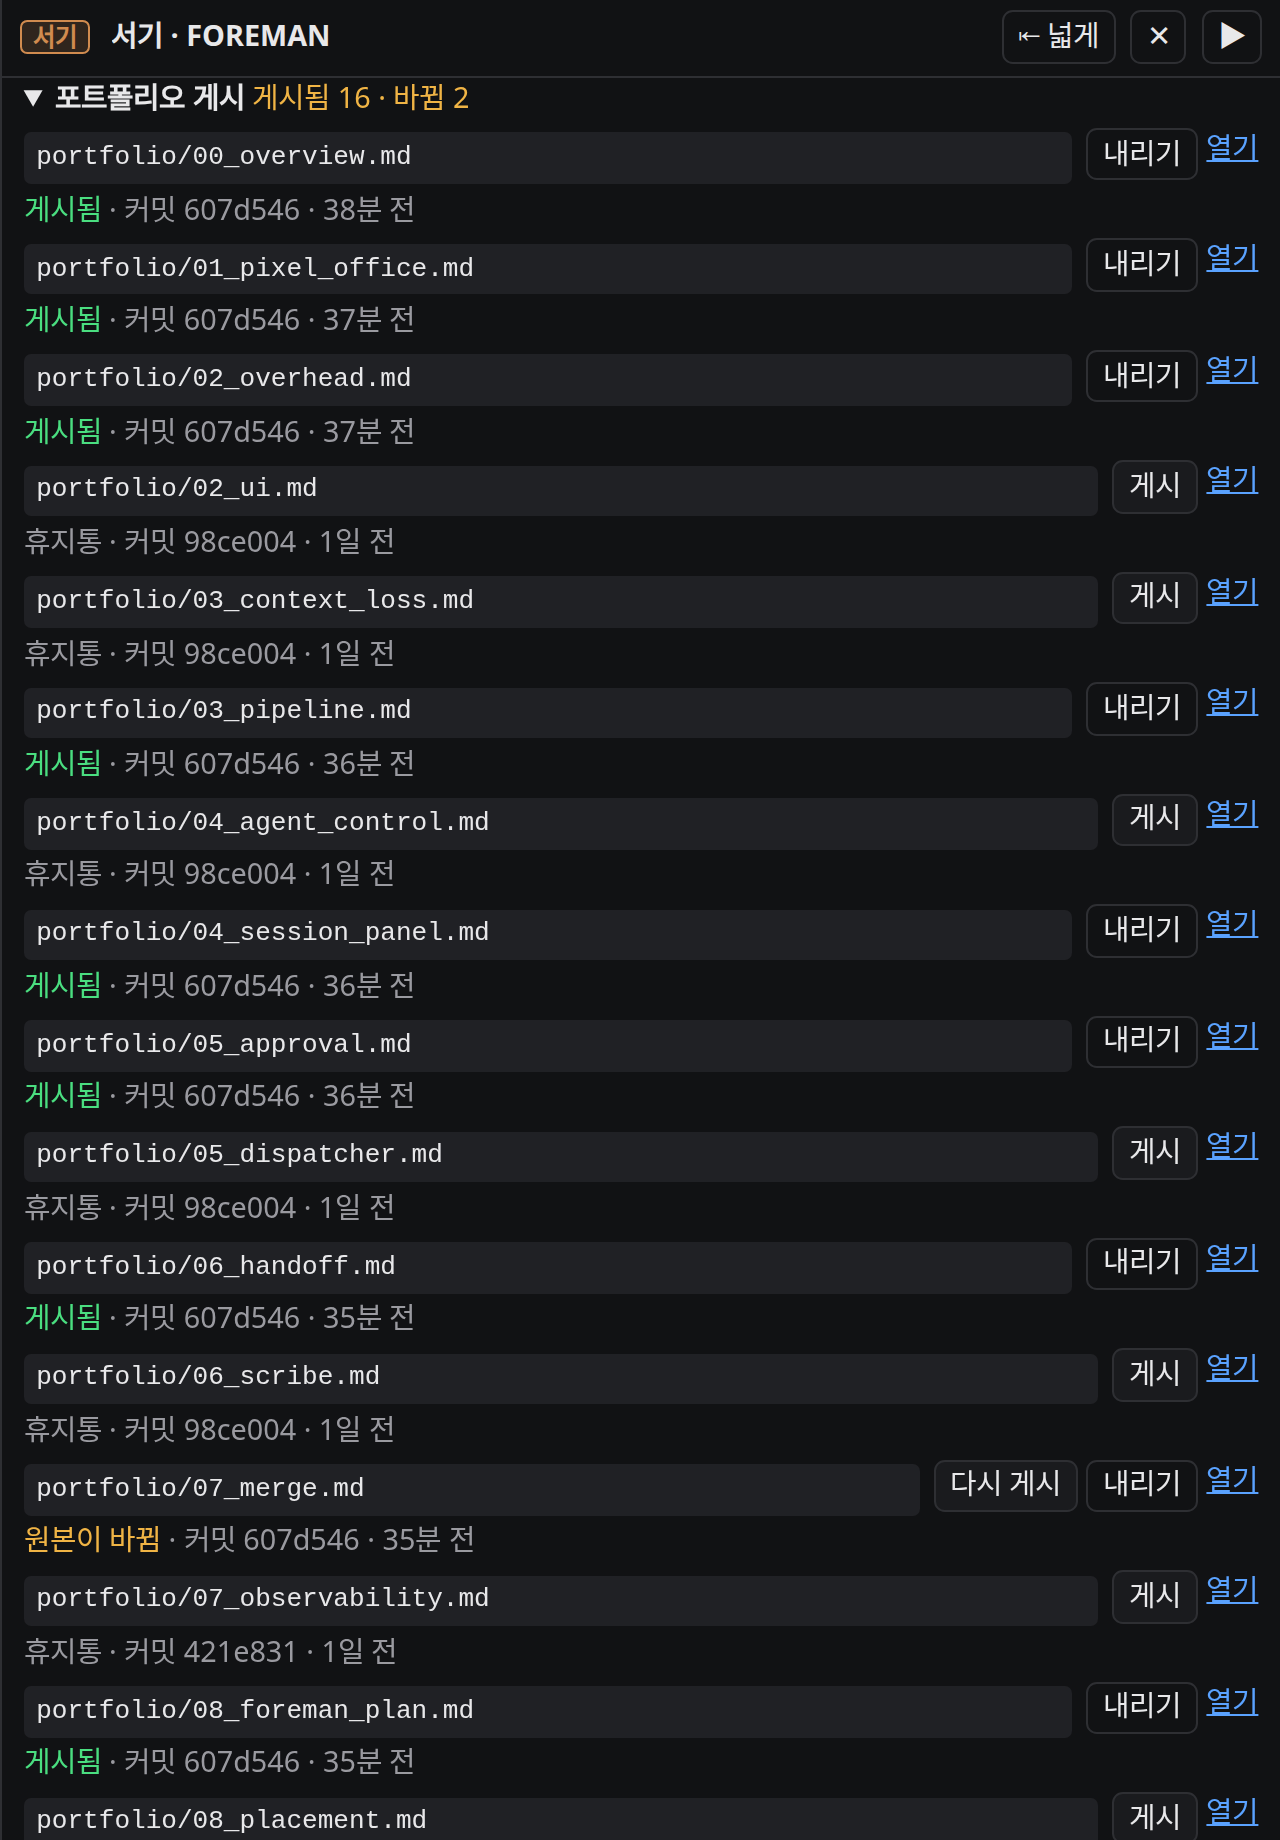 서기 서기 · FOREMAN ⇤ 넓게 ✕ ▶
▼ 포트폴리오 게시 게시됨 16 · 바뀜 2
portfolio/00_overview.md 내리기 열기
게시됨 · 커밋 607d546 · 38분 전
portfolio/01_pixel_office.md 내리기 열기
게시됨 · 커밋 607d546 · 37분 전
portfolio/02_overhead.md 내리기 열기
게시됨 · 커밋 607d546 · 37분 전
portfolio/02_ui.md 게시 열기
휴지통 · 커밋 98ce004 · 1일 전
portfolio/03_context_loss.md 게시 열기
휴지통 · 커밋 98ce004 · 1일 전
portfolio/03_pipeline.md 내리기 열기
게시됨 · 커밋 607d546 · 36분 전
portfolio/04_agent_control.md 게시 열기
휴지통 · 커밋 98ce004 · 1일 전
portfolio/04_session_panel.md 내리기 열기
게시됨 · 커밋 607d546 · 36분 전
portfolio/05_approval.md 내리기 열기
게시됨 · 커밋 607d546 · 36분 전
portfolio/05_dispatcher.md 게시 열기
휴지통 · 커밋 98ce004 · 1일 전
portfolio/06_handoff.md 내리기 열기
게시됨 · 커밋 607d546 · 35분 전
portfolio/06_scribe.md 게시 열기
휴지통 · 커밋 98ce004 · 1일 전
portfolio/07_merge.md 다시 게시 내리기 열기
원본이 바뀜 · 커밋 607d546 · 35분 전
portfolio/07_observability.md 게시 열기
휴지통 · 커밋 421e831 · 1일 전
portfolio/08_foreman_plan.md 내리기 열기
게시됨 · 커밋 607d546 · 35분 전
portfolio/08_placement.md 게시 열기